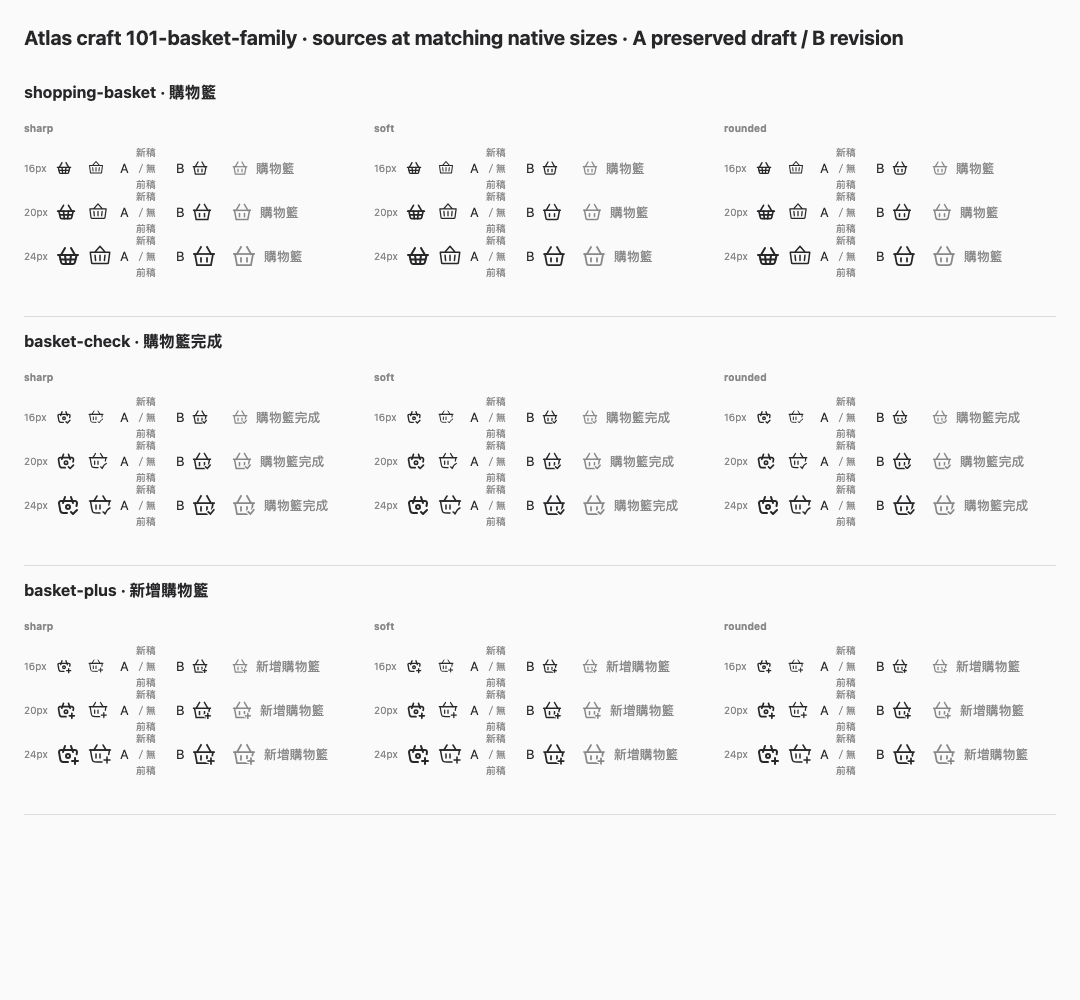 Atlas craft 101-basket-family · sources at matching native sizes · A preserved draft / B revision
shopping-basket · 購物籃
sharp
soft
rounded
16px A 新稿 / 無前稿 B 購物籃
16px A 新稿 / 無前稿 B 購物籃
16px A 新稿 / 無前稿 B 購物籃
20px A 新稿 / 無前稿 B 購物籃
20px A 新稿 / 無前稿 B 購物籃
20px A 新稿 / 無前稿 B 購物籃
24px A 新稿 / 無前稿 B 購物籃
24px A 新稿 / 無前稿 B 購物籃
24px A 新稿 / 無前稿 B 購物籃
basket-check · 購物籃完成
sharp
soft
rounded
16px A 新稿 / 無前稿 B 購物籃完成
16px A 新稿 / 無前稿 B 購物籃完成
16px A 新稿 / 無前稿 B 購物籃完成
20px A 新稿 / 無前稿 B 購物籃完成
20px A 新稿 / 無前稿 B 購物籃完成
20px A 新稿 / 無前稿 B 購物籃完成
24px A 新稿 / 無前稿 B 購物籃完成
24px A 新稿 / 無前稿 B 購物籃完成
24px A 新稿 / 無前稿 B 購物籃完成
basket-plus · 新增購物籃
sharp
soft
rounded
16px A 新稿 / 無前稿 B 新增購物籃
16px A 新稿 / 無前稿 B 新增購物籃
16px A 新稿 / 無前稿 B 新增購物籃
20px A 新稿 / 無前稿 B 新增購物籃
20px A 新稿 / 無前稿 B 新增購物籃
20px A 新稿 / 無前稿 B 新增購物籃
24px A 新稿 / 無前稿 B 新增購物籃
24px A 新稿 / 無前稿 B 新增購物籃
24px A 新稿 / 無前稿 B 新增購物籃